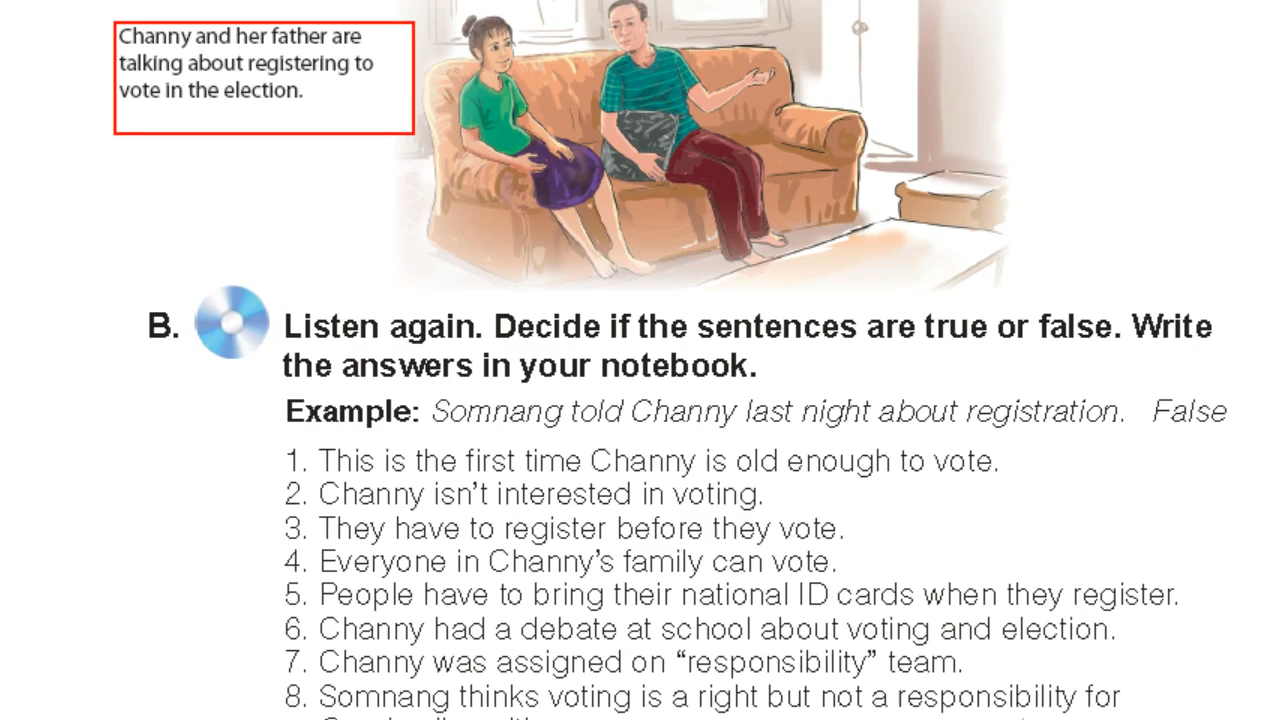 Channy and her father are
talking about registering to
vote in the election.
B. Listen again. Decide if the sentences are true or false. Write
the answers in your notebook.
Example: Somnang told Channy last night about registration. False
1. This is the first time Channy is old enough to vote.
2. Channy isn't interested in voting.
3. They have to register before they vote.
4. Everyone in Channy's family can vote.
5. People have to bring their national ID cards when they register.
6. Channy had a debate at school about voting and election.
7. Channy was assigned on “responsibility” team.
8. Somnang thinks voting is a right but not a responsibility for